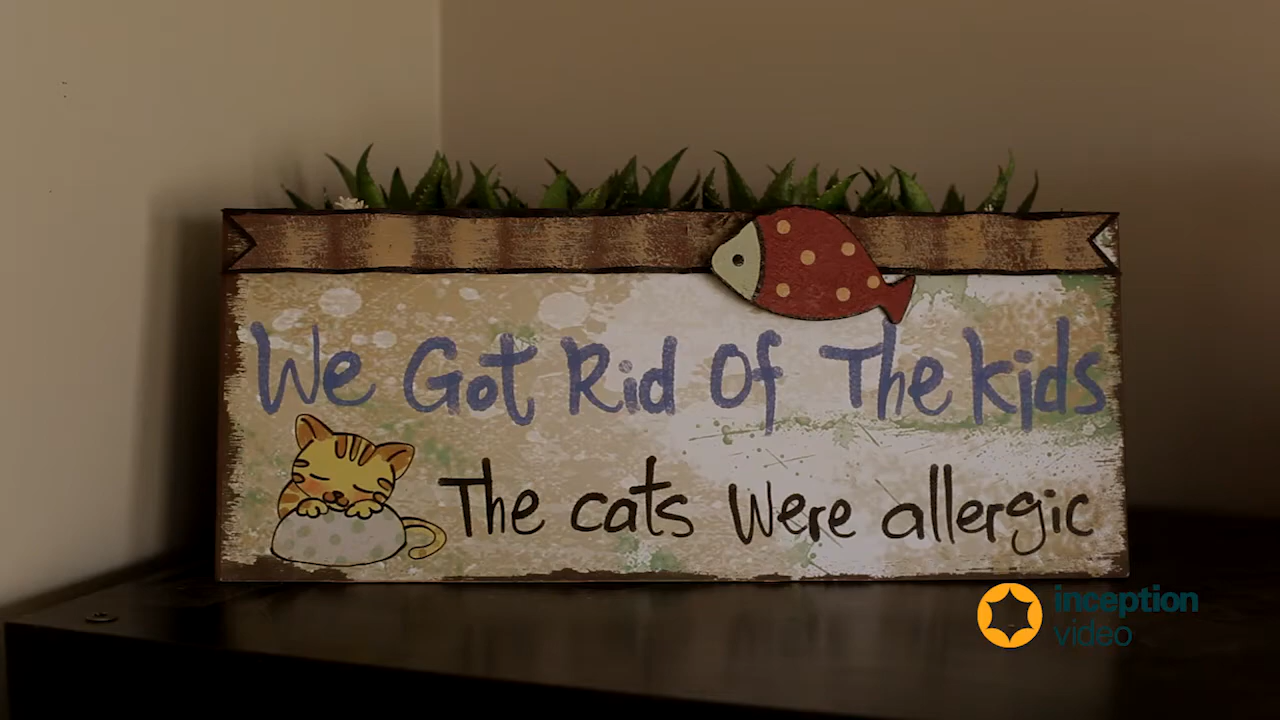 We Got Rid Of The kids
The cats Were allergic
inception
video